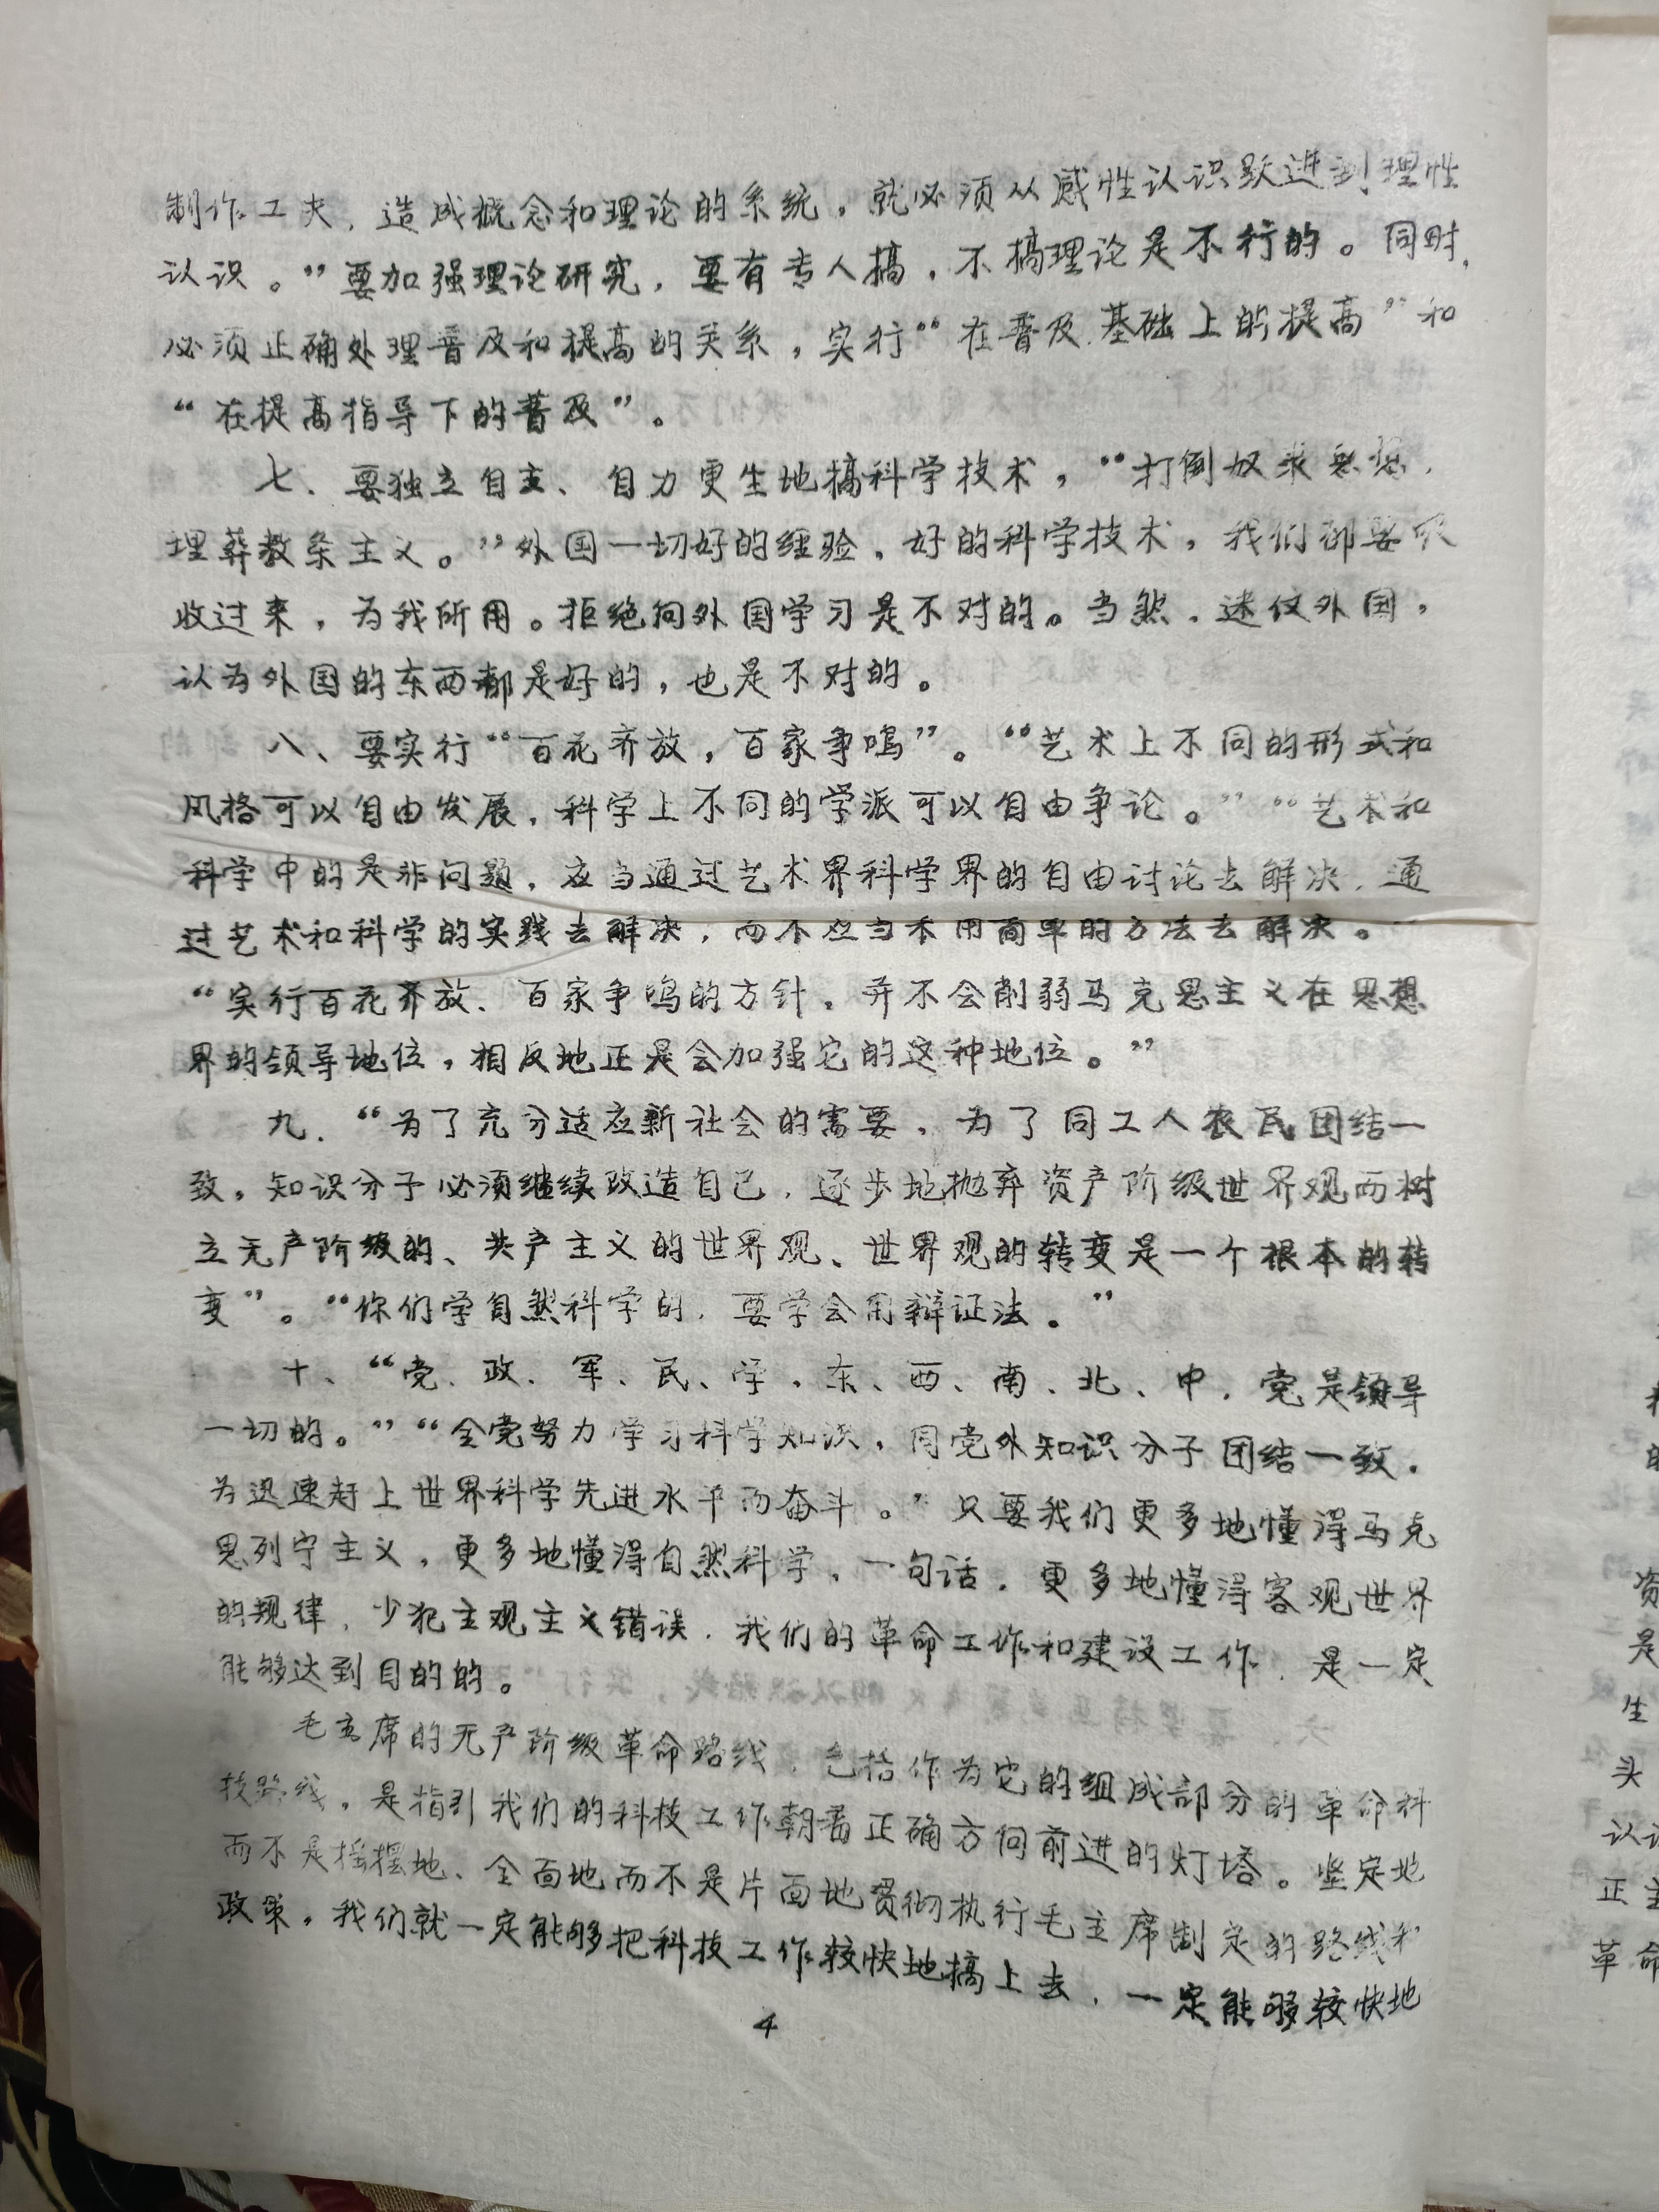 制作工夫，造成概念和理论的系统，就必须从感性认识跃进到理性
认识。”要加强理论研究，要有专人搞，不搞理论是不行的。同时，
必须正确处理普及和提高的关系，实行“在普及基础上的提高”和
“在提高指导下的普及”。
七、要独立自主、自力更生地搞科学技术，“打倒奴隶思想，
埋葬教条主义。”外国一切好的经验，好的科学技术，我们都要吸
收过来，为我所用。拒绝向外国学习是不对的。当然，迷仪外国，
认为外国的东西都是好的，也是不对的。
八、要实行“百花齐放，百家争鸣”。“艺术上不同的形式和
风格可以自由发展，科学上不同的学派可以自由争论。”“艺术和
科学中的是非问题，应当通过艺术界科学界的自由讨论去解决，通
过艺术和科学的实践去解决，而不应当采用简单的方法去解决。”
“实行百花齐放、百家争鸣的方针，并不会削弱马克思主义在思想
界的领导地位，相反地正是会加强它的这种地位。”
九、“为了充分适应新社会的需要，为了同工人农民团结一
致，知识分子必须继续改造自己，逐步地抛弃资产阶级世界观而树
立无产阶级的、共产主义的世界观、世界观的转变是一个根本的转
变”。“你们学自然科学的，要学会用辩证法。”
十、“党、政、军、民、学，东、西、南、北、中，党是领导
一切的。”“全党努力学习科学知识，同党外知识分子团结一致，
为迅速赶上世界科学先进水平而奋斗。”只要我们更多地懂得马克
思列宁主义，更多地懂得自然科学，一句话，更多地懂得客观世界
的规律，少犯主观主义错误，我们的革命工作和建设工作，是一定
能够达到目的的。
毛主席的无产阶级革命路线，包括作为它的组成部分的革命科
技路线，是指引我们的科技工作朝着正确方向前进的灯塔。坚定地
而不是摇摆地、全面地而不是片面地贯彻执行毛主席制定的路线和
政策，我们就一定能够把科技工作较快地搞上去，一定能够较快地
4
资
是
生
头
认
正
革命